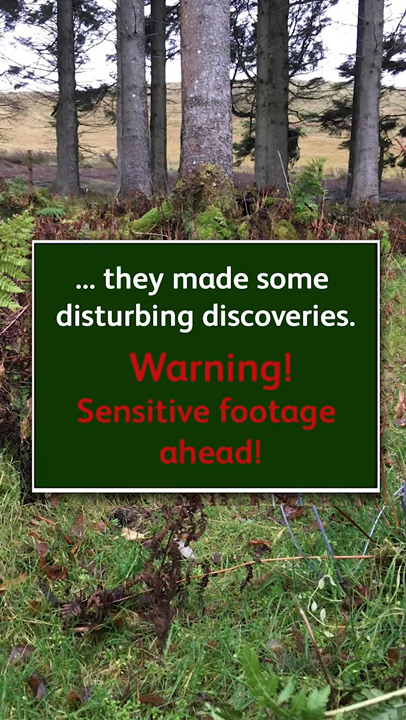 ... they made some
disturbing discoveries.
Warning!
Sensitive footage
ahead!